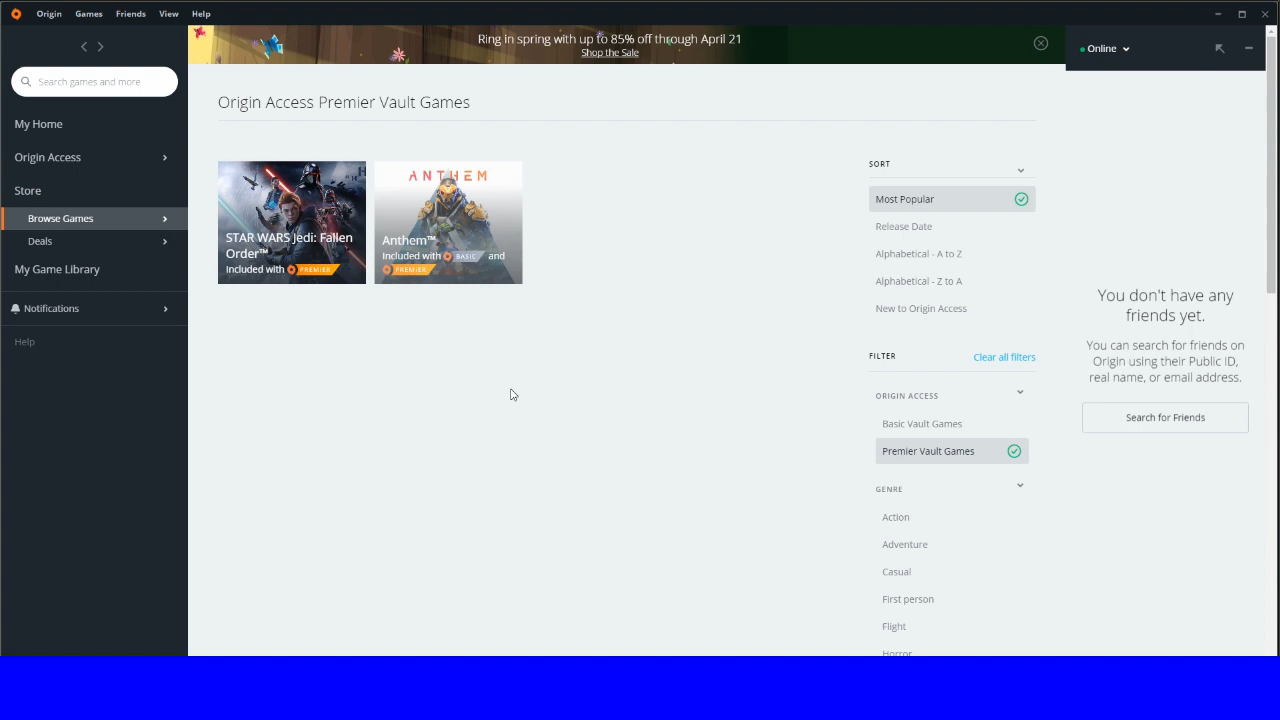 Origin Games Friends View Help
Ring in spring with up to 85% off through April 21
Shop the Sale
Online
Search games and more
My Home
Origin Access
Store
Browse Games
Deals
My Game Library
Notifications
Help
Origin Access Premier Vault Games
STAR WARS Jedi: Fallen
Order™
Included with PREMIER
ANTHEM
Anthem™
Included with BASIC and
PREMIER
SORT
Most Popular
Release Date
Alphabetical - A to Z
Alphabetical - Z to A
New to Origin Access
FILTER Clear all filters
ORIGIN ACCESS
Basic Vault Games
Premier Vault Games
GENRE
Action
Adventure
Casual
First person
Flight
Horror
You don't have any
friends yet.
You can search for friends on
Origin using their Public ID,
real name, or email address.
Search for Friends